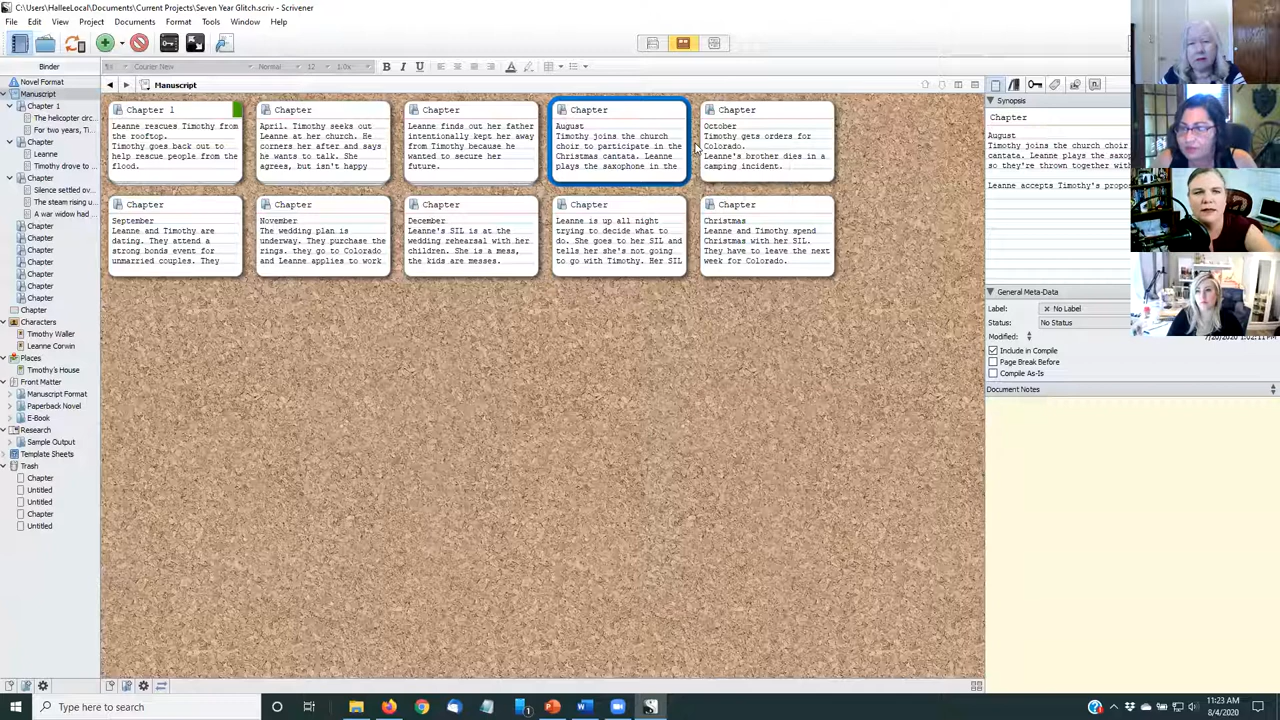 C:\Users\HalleeLocal\Documents\Current Projects\Seven Year Glitch.scriv - Scrivener
File Edit View Project Documents Format Tools Window Help
Courier New Normal 12 1.0x B I U A
Binder
Manuscript
Novel Format
Manuscript
Chapter 1
The helicopter circ...
For two years, Ti...
Chapter
Leanne
Timothy drove to ...
Chapter
Silence settled ov...
The steam rising u...
A war widow had ...
Chapter
Chapter
Chapter
Chapter
Chapter
Chapter
Chapter
Chapter
Characters
Timothy Waller
Leanne Corwin
Places
Timothy's House
Front Matter
Manuscript Format
Paperback Novel
E-Book
Research
Sample Output
Template Sheets
Trash
Chapter
Untitled
Untitled
Chapter
Untitled
Chapter 1
Leanne rescues Timothy from
the rooftop.
Timothy goes back out to
help rescue people from the
flood.
Chapter
April. Timothy seeks out
Leanne at her church. He
corners her after and says
he wants to talk. She
agrees, but isn't happy
Chapter
Leanne finds out her father
intentionally kept her away
from Timothy because he
wanted to secure her
future.
Chapter
August
Timothy joins the church
choir to participate in the
Christmas cantata. Leanne
plays the saxophone in the
Chapter
October
Timothy gets orders for
Colorado.
Leanne's brother dies in a
camping incident.
Chapter
September
Leanne and Timothy are
dating. They attend a
strong bonds event for
unmarried couples. They
Chapter
November
The wedding plan is
underway. They purchase the
rings. they go to Colorado
and Leanne applies to work
Chapter
December
Leanne's SIL is at the
wedding rehearsal with her
children. She is a mess,
the kids are messes.
Chapter
Leanne is up all night
trying to decide what to
do. She goes to her SIL and
tells her she's not going
to go with Timothy. Her SIL
Chapter
Christmas
Leanne and Timothy spend
Christmas with her SIL.
They have to leave the next
week for Colorado.
Synopsis
Chapter
August
Timothy joins the church choir
cantata. Leanne plays the saxo
so they're thrown together with
Leanne accepts Timothy's propo
General Meta-Data
Label: No Label
Status: No Status
Modified: 7/20/2020 1:02:11 PM
Include in Compile
Page Break Before
Compile As-Is
Document Notes
Type here to search
11:23 AM
8/4/2020